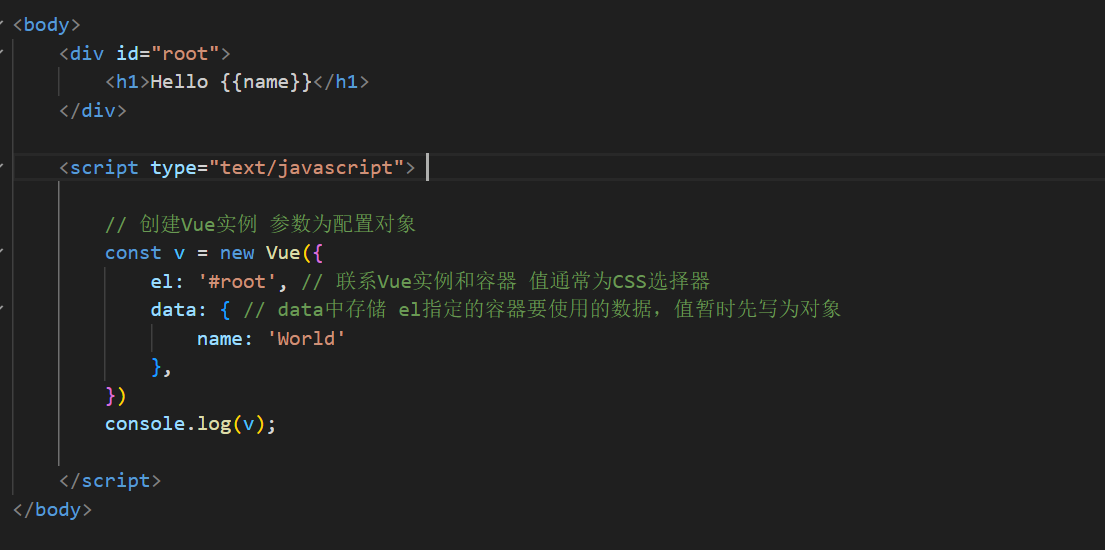 <body>
<div id="root">
<h1>Hello {{name}}</h1>
</div>
<script type="text/javascript">
// 创建Vue实例 参数为配置对象
const v = new Vue({
el: '#root', // 联系Vue实例和容器 值通常为CSS选择器
data: { // data中存储 el指定的容器要使用的数据，值暂时先写为对象
name: 'World'
},
})
console.log(v);
</script>
</body>